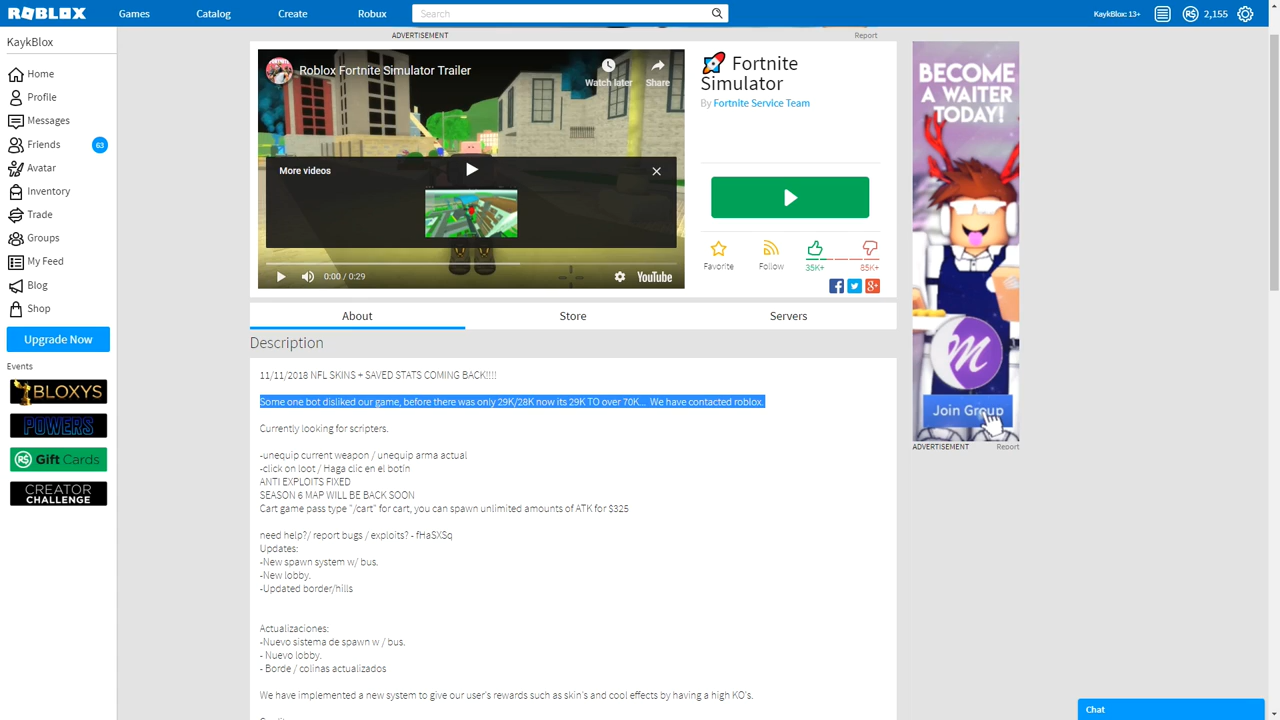 ROBLOX
Games
Catalog
Create
Robux
Search
KaykBlox: 13+
2,155
KaykBlox
Home
Profile
Messages
Friends
63
Avatar
Inventory
Trade
Groups
My Feed
Blog
Shop
Upgrade Now
Events
BLOXYS
POWERS
Gift Cards
CREATOR
CHALLENGE
ADVERTISEMENT
Report
Roblox Fortnite Simulator Trailer
Watch later
Share
More videos
0:00 / 0:29
YouTube
Fortnite
Simulator
By Fortnite Service Team
Favorite
Follow
35K+
85K+
About
Store
Servers
Description
11/11/2018 NFL SKINS + SAVED STATS COMING BACK!!!!
Some one bot disliked our game, before there was only 29K/28K now its 29K TO over 70K... We have contacted roblox.
Currently looking for scripters.
-unequip current weapon / unequip arma actual
-click on loot / Haga clic en el botín
ANTI EXPLOITS FIXED
SEASON 6 MAP WILL BE BACK SOON
Cart game pass type "/cart" for cart, you can spawn unlimited amounts of ATK for $325
need help?/ report bugs / exploits? - fHaSXSq
Updates:
-New spawn system w/ bus.
-New lobby.
-Updated border/hills
Actualizaciones:
-Nuevo sistema de spawn w / bus.
- Nuevo lobby.
- Borde / colinas actualizados
We have implemented a new system to give our user's rewards such as skin's and cool effects by having a high KO's.
BECOME
A WAITER
TODAY!
Join Group
ADVERTISEMENT
Report
Chat